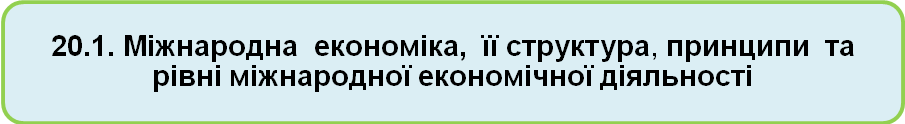 20.1. Міжнародна економіка, її структура, принципи та
рівні міжнародної економічної діяльності